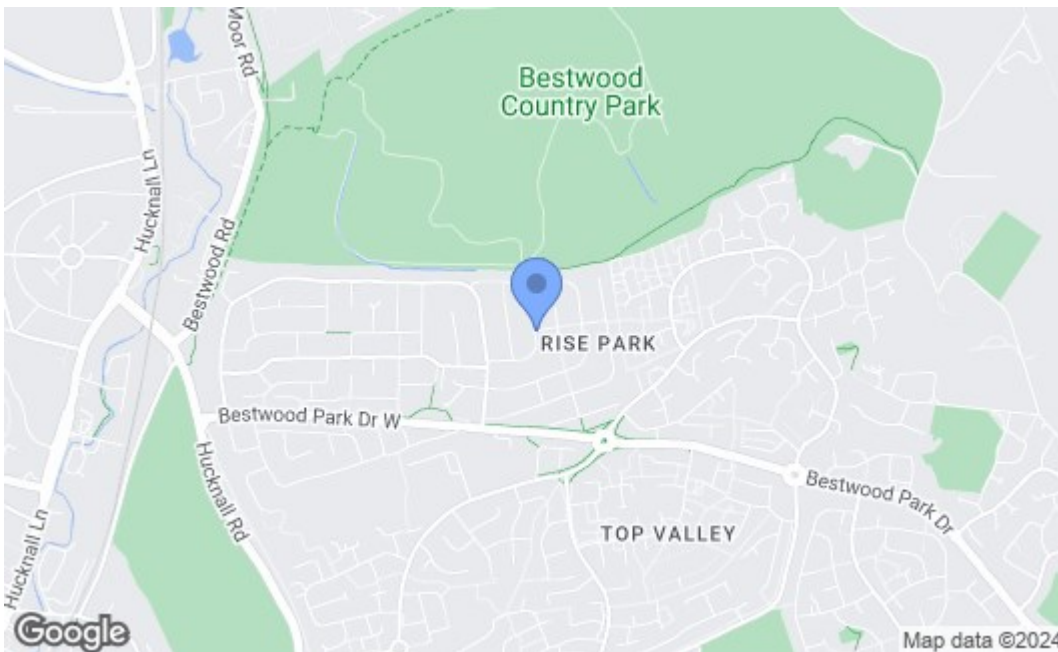 Moor Rd
Bestwood
Country Park
Hucknall Ln
Bestwood Rd
RISE PARK
Bestwood Park Dr W
Hucknall Rd
Bestwood Park Dr
TOP VALLEY
Hucknall Ln
Google
Map data ©2024